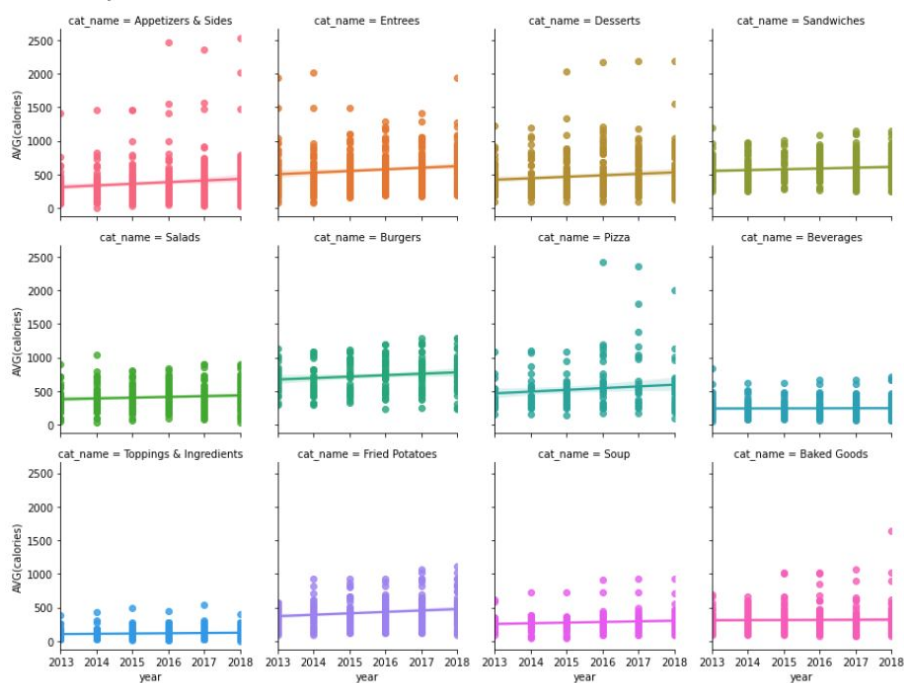 cat_name = Appetizers & Sides
cat_name = Entrees
cat_name = Desserts
cat_name = Sandwiches
AVG(calories)
2500
2000
1500
1000
500
0
cat_name = Salads
cat_name = Burgers
cat_name = Pizza
cat_name = Beverages
AVG(calories)
2500
2000
1500
1000
500
0
cat_name = Toppings & Ingredients
cat_name = Fried Potatoes
cat_name = Soup
cat_name = Baked Goods
AVG(calories)
2500
2000
1500
1000
500
0
2013 2014 2015 2016 2017 2018
year
2013 2014 2015 2016 2017 2018
year
2013 2014 2015 2016 2017 2018
year
2013 2014 2015 2016 2017 2018
year